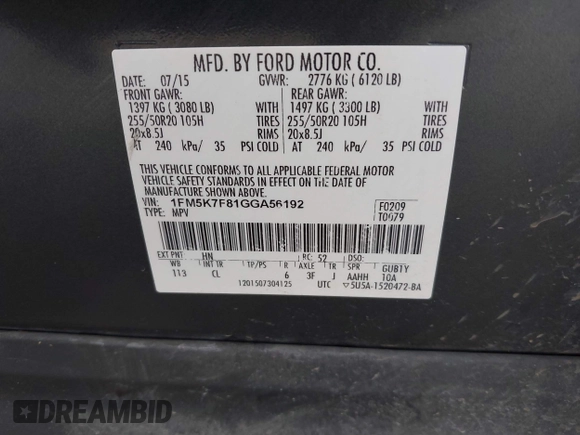 MFD. BY FORD MOTOR CO.
DATE: 07/15 GVWR: 2776 KG ( 6120 LB)
FRONT GAWR: REAR GAWR:
1397 KG ( 3080 LB) WITH 1497 KG ( 3300 LB) WITH
255/50R20 105H TIRES 255/50R20 105H TIRES
20x8.5J RIMS 20x8.5J RIMS
AT 240 kPa/ 35 PSI COLD AT 240 kPa/ 35 PSI COLD
THIS VEHICLE CONFORMS TO ALL APPLICABLE FEDERAL MOTOR
VEHICLE SAFETY STANDARDS IN EFFECT ON THE DATE OF
MANUFACTURE SHOWN ABOVE.
VIN: 1FM5K7F81GGA56192 F0209
TYPE: MPV T0079
EXT PNT: HN RC: 52 DSO:
WB INT TR TP/PS R AXLE TR SPR GUBTY
113 CL 6 3F J AAHH 10A
1201507304125 UTC ▽5U5A-1520472-BA
DREAMBID